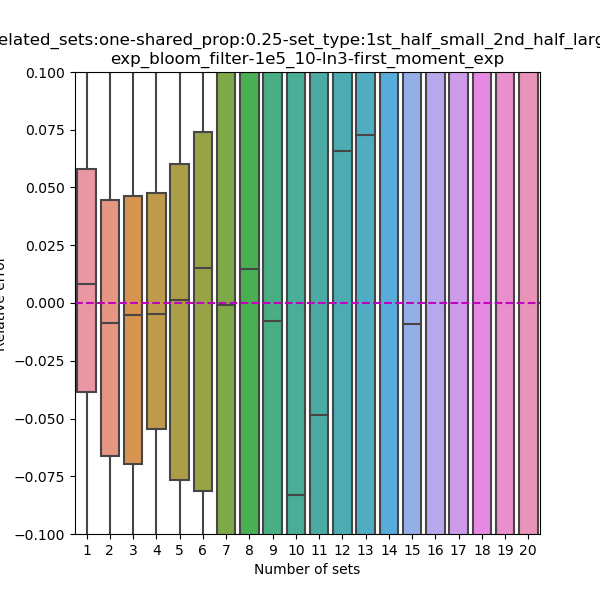 elated_sets:one-shared_prop:0.25-set_type:1st_half_small_2nd_half_larg
exp_bloom_filter-1e5_10-ln3-first_moment_exp
0.100
0.075
0.050
0.025
0.000
−0.025
−0.050
−0.075
−0.100
Relative error
1 2 3 4 5 6 7 8 9 10 11 12 13 14 15 16 17 18 19 20
Number of sets